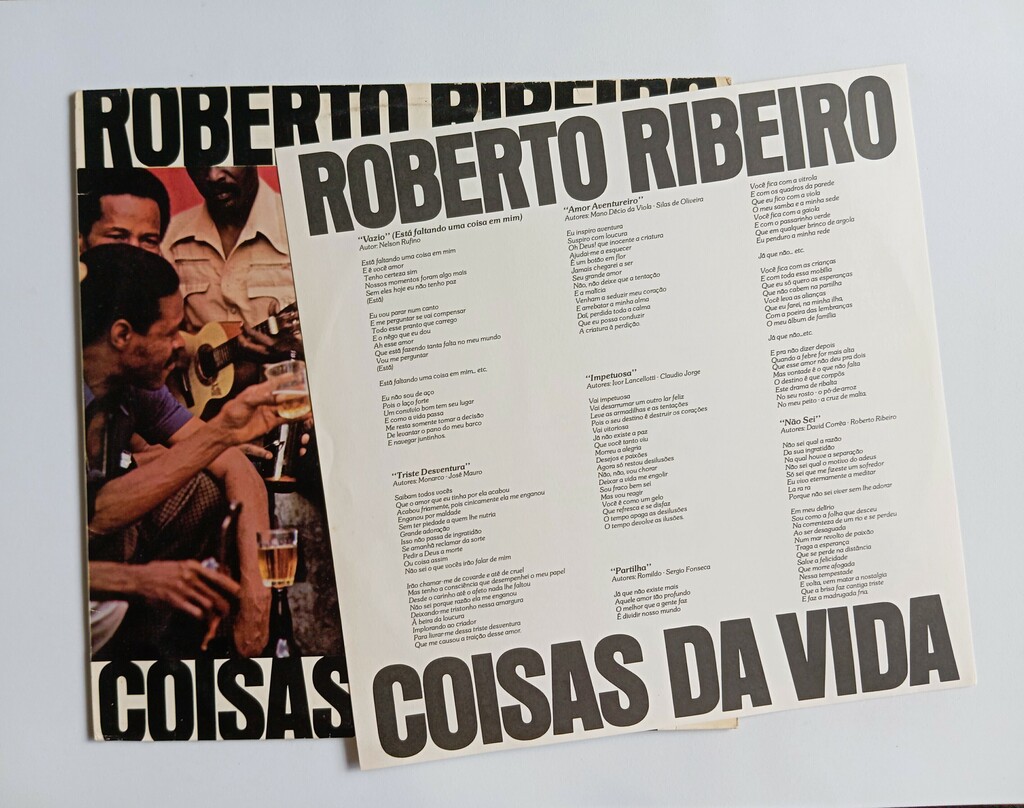 ROBERTO RIBEIRO
COISAS
ROBERTO RIBEIRO
"Vazio" (Está faltando uma coisa em mim)
Autor: Nelson Rufino
Está faltando uma coisa em mim
E é você amor
Tenho certeza sim
Nossos momentos foram algo mais
Sem eles hoje eu não tenho paz
(Está)
Eu vou parar num canto
E me perguntar se vai compensar
Todo esse pranto que carrego
E o nêgo que eu dou
Ah esse amor
Que está fazendo tanta falta no meu mundo
Vou me perguntar
(Está)
Está faltando uma coisa em mim... etc.
Eu não sou de aço
Pois o laço forte
Um convívio bom tem seu lugar
E como a vida passa
Me resta somente tomar a decisão
De levantar o pano do meu barco
E navegar juntinhos.
"Triste Desventura"
Autores: Monarco - José Mauro
Saibam todos vocês
Que o amor que eu tinha por ela acabou
Acabou friamente, pois cinicamente ela me enganou
Enganou por maldade
Sem ter piedade a quem lhe nutria
Grande adoração
Isso não passa de ingratidão
Se amanhã reclamar da sorte
Pedir a Deus a morte
Ou coisa assim
Não sei o que vocês irão falar de mim
Irão chamar-me de covarde e até de cruel
Mas tenho a consciência que desempenhei o meu papel
Desde o carinho até o afeto nada lhe faltou
Não sei porque razão ela me enganou
Deixando-me tristonho nessa amargura
À beira da loucura
Implorando ao criador
Para livrar-me dessa triste desventura
Que me causou a traição desse amor.
"Amor Aventureiro"
Autores: Mano Décio da Viola - Silas de Oliveira
Eu inspiro aventura
Suspiro com loucura
Oh Deus! que inocente a criatura
Ajudai-me a esquecer
É um botão em flor
Jamais chegarei a ser
Seu grande amor
Não, não deixe que a tentação
E a malícia
Venham a seduzir meu coração
E arrebatar a minha alma
Daí, perdida toda a calma
Que eu possa conduzir
A criatura à perdição.
"Impetuosa"
Autores: Ivor Lancellotti - Claudio Jorge
Vai impetuosa
Vai desarrumar um outro lar feliz
Leve as armadilhas e as tentações
Pois o seu destino é destruir os corações
Vai vitoriosa
Já não existe a paz
Que você tanto viu
Morreu a alegria
Desejos e paixões
Agora só restou desilusões
Não, não, vou chorar
Deixar a vida me engolir
Sou fraco bem sei
Mas vou reagir
Você é como um gelo
Que refresca e se disfaz
O tempo apaga as desilusões
O tempo devolve as ilusões.
"Partilha"
Autores: Romildo - Sergio Fonseca
Já que não existe mais
Aquele amor tão profundo
O melhor que a gente faz
É dividir nosso mundo
Você fica com a vitrola
E com os quadros da parede
Que eu fico com a viola
O meu samba e a minha sede
Você fica com a gaiola
E com o passarinho verde
Que em qualquer brinco de argola
Eu penduro a minha rede
Já que não... etc.
Você fica com as crianças
E com toda essa mobília
Que eu só quero as esperanças
Que não cabem na partilha
Você leva as alianças
Que eu farei, na minha ilha,
Com a poeira das lembranças
O meu álbum de família
Já que não...etc.
E pra não dizer depois
Quando a febre for mais alta
Que esse amor não deu pra dois
Mas vontade é o que não falta
O destino é que compôs
Este drama de ribalta
No seu rosto - o pó-de-arroz
No meu peito - a cruz de malta.
"Não Sei"
Autores: David Corrêa - Roberto Ribeiro
Não sei qual a razão
Da sua ingratidão
Na qual houve a separação
Não sei qual o motivo do adeus
Só sei que me fizeste um sofredor
Eu vivo eternamente a meditar
La ra ra
Porque não sei viver sem lhe adorar
Em meu delírio
Sou como a folha que desceu
Na correnteza de um rio e se perdeu
Ao ser desaguada
Num mar revolto de paixão
Traga a esperança
Que se perde na distância
Salve a felicidade
Que morre afogada
Nessa tempestade
E volta, vem matar a nostalgia
Que a brisa faz cantiga triste
E faz a madrugada fria.
COISAS DA VIDA